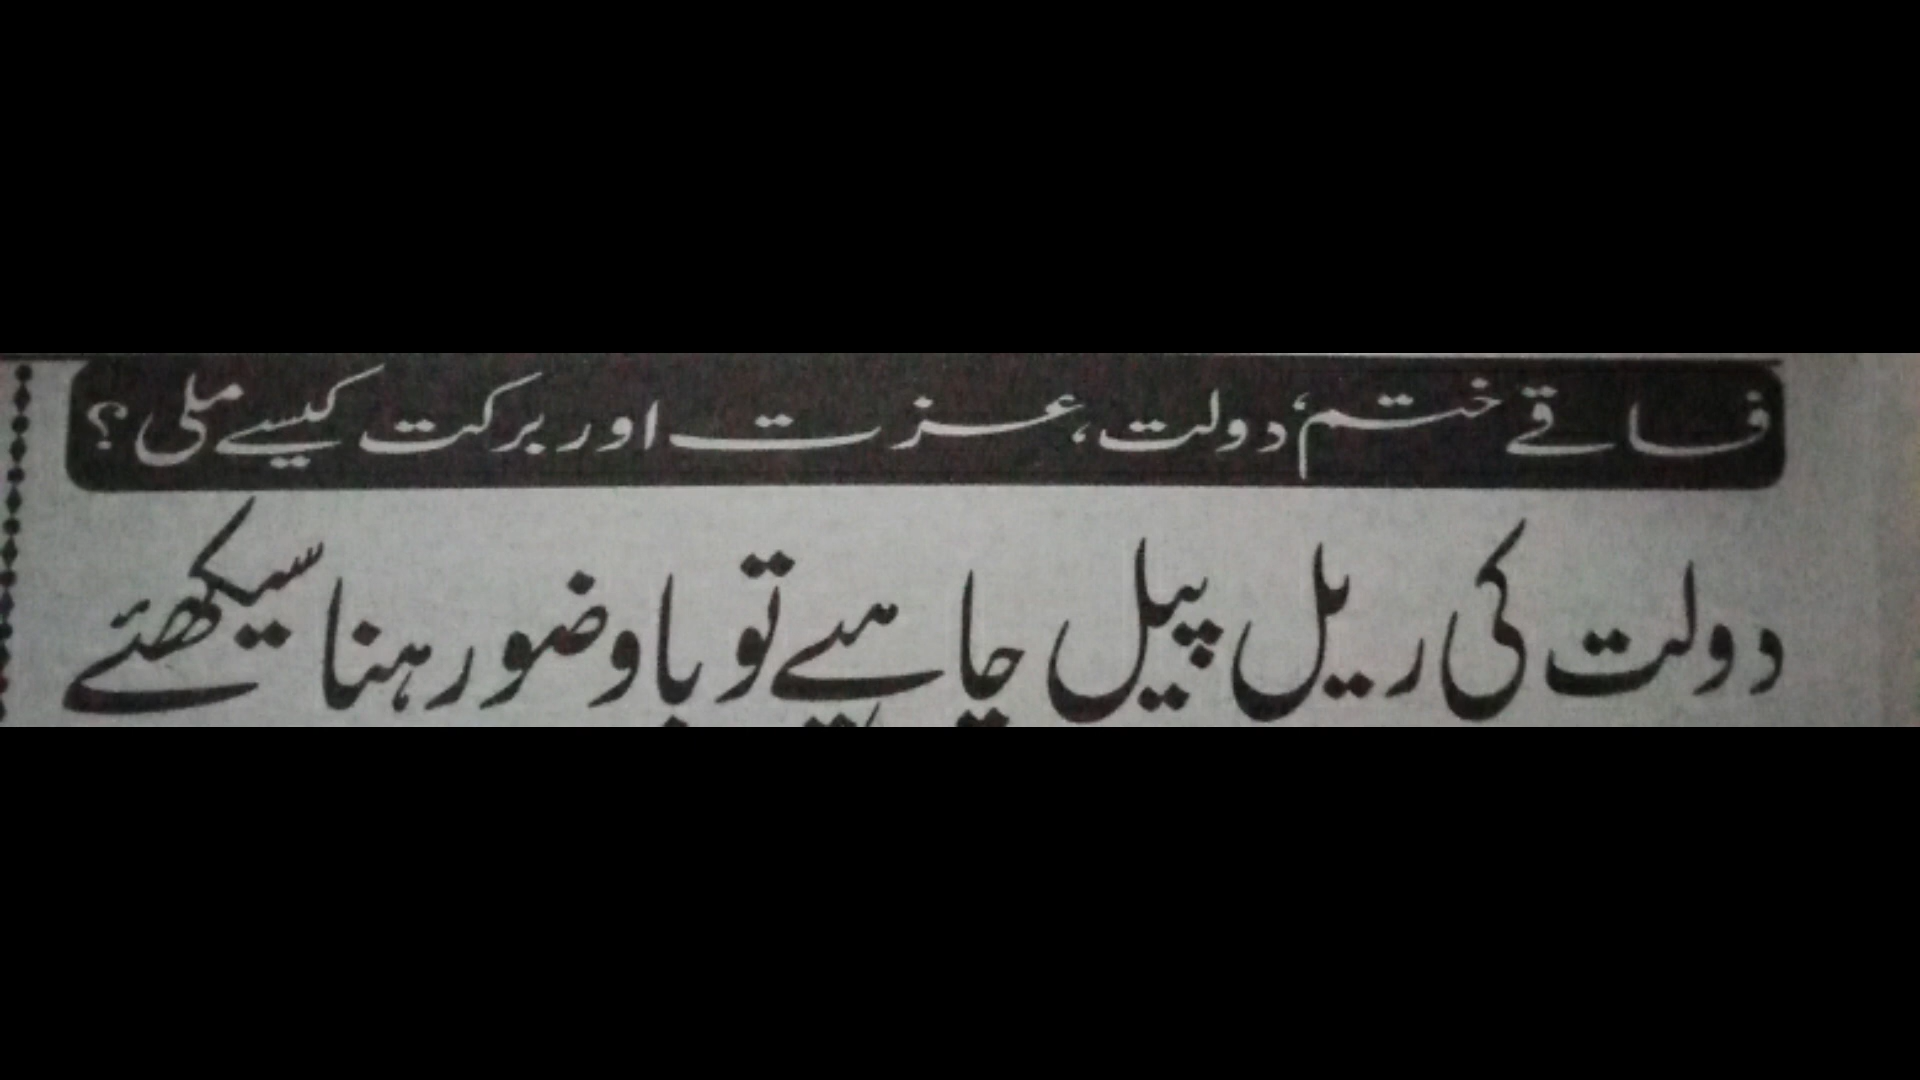 فاقے ختم، دولت، عزت اور برکت کیسے ملی؟
دولت کی ریل پیل چاہیے تو باوضو رہنا سیکھئے